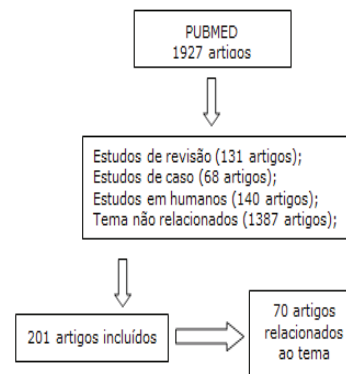 PUBMED
1927 artigos
Estudos de revisão (131 artigos);
Estudos de caso (68 artigos);
Estudos em humanos (140 artigos);
Tema não relacionados (1387 artigos);
201 artigos incluídos
70 artigos
relacionados
ao tema